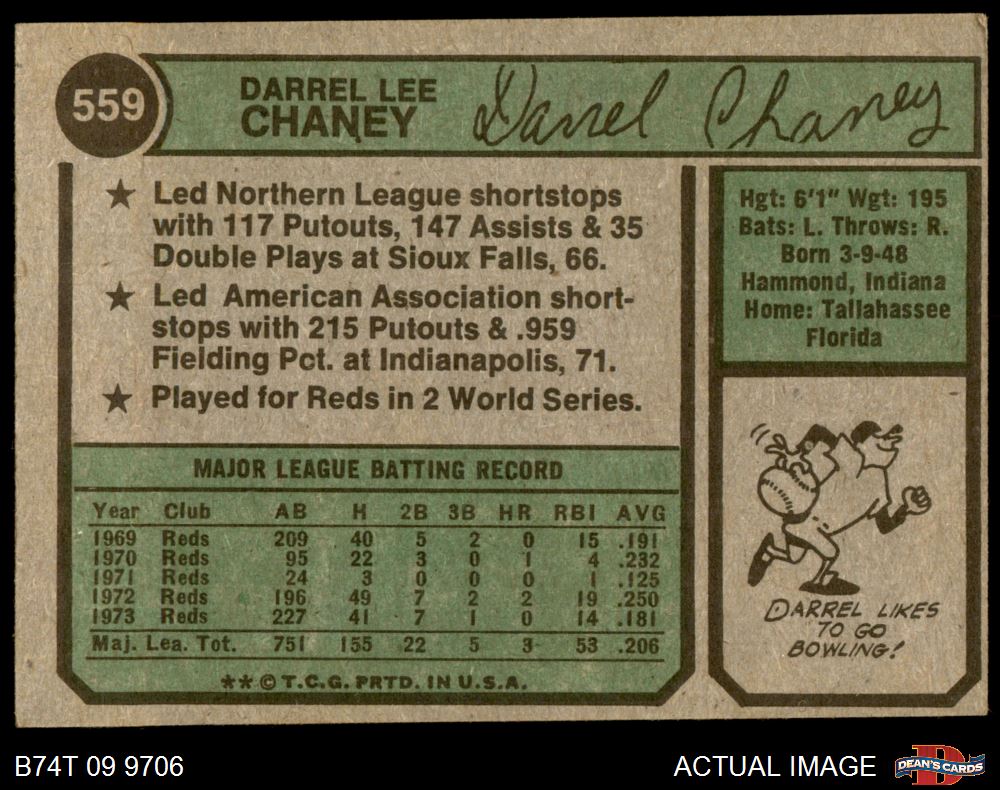 559
DARREL LEE
CHANEY
Darrel Chaney
★ Led Northern League shortstops
with 117 Putouts, 147 Assists & 35
Double Plays at Sioux Falls, 66.
★ Led American Association short-
stops with 215 Putouts & .959
Fielding Pct. at Indianapolis, 71.
★ Played for Reds in 2 World Series.
Hgt: 6'1" Wgt: 195
Bats: L. Throws: R.
Born 3-9-48
Hammond, Indiana
Home: Tallahassee
Florida
MAJOR LEAGUE BATTING RECORD
Year Club AB H 2B 3B HR RBI AVG
1969 Reds 209 40 5 2 0 15 .191
1970 Reds 95 22 3 0 1 4 .232
1971 Reds 24 3 0 0 0 1 .125
1972 Reds 196 49 7 2 2 19 .250
1973 Reds 227 41 7 1 0 14 .181
Maj. Lea. Tot. 751 155 22 5 3 53 .206
★★© T.C.G. PRTD. IN U.S.A.
DARREL LIKES
TO GO
BOWLING!
B74T 09 9706
ACTUAL IMAGE
DEAN'S CARDS